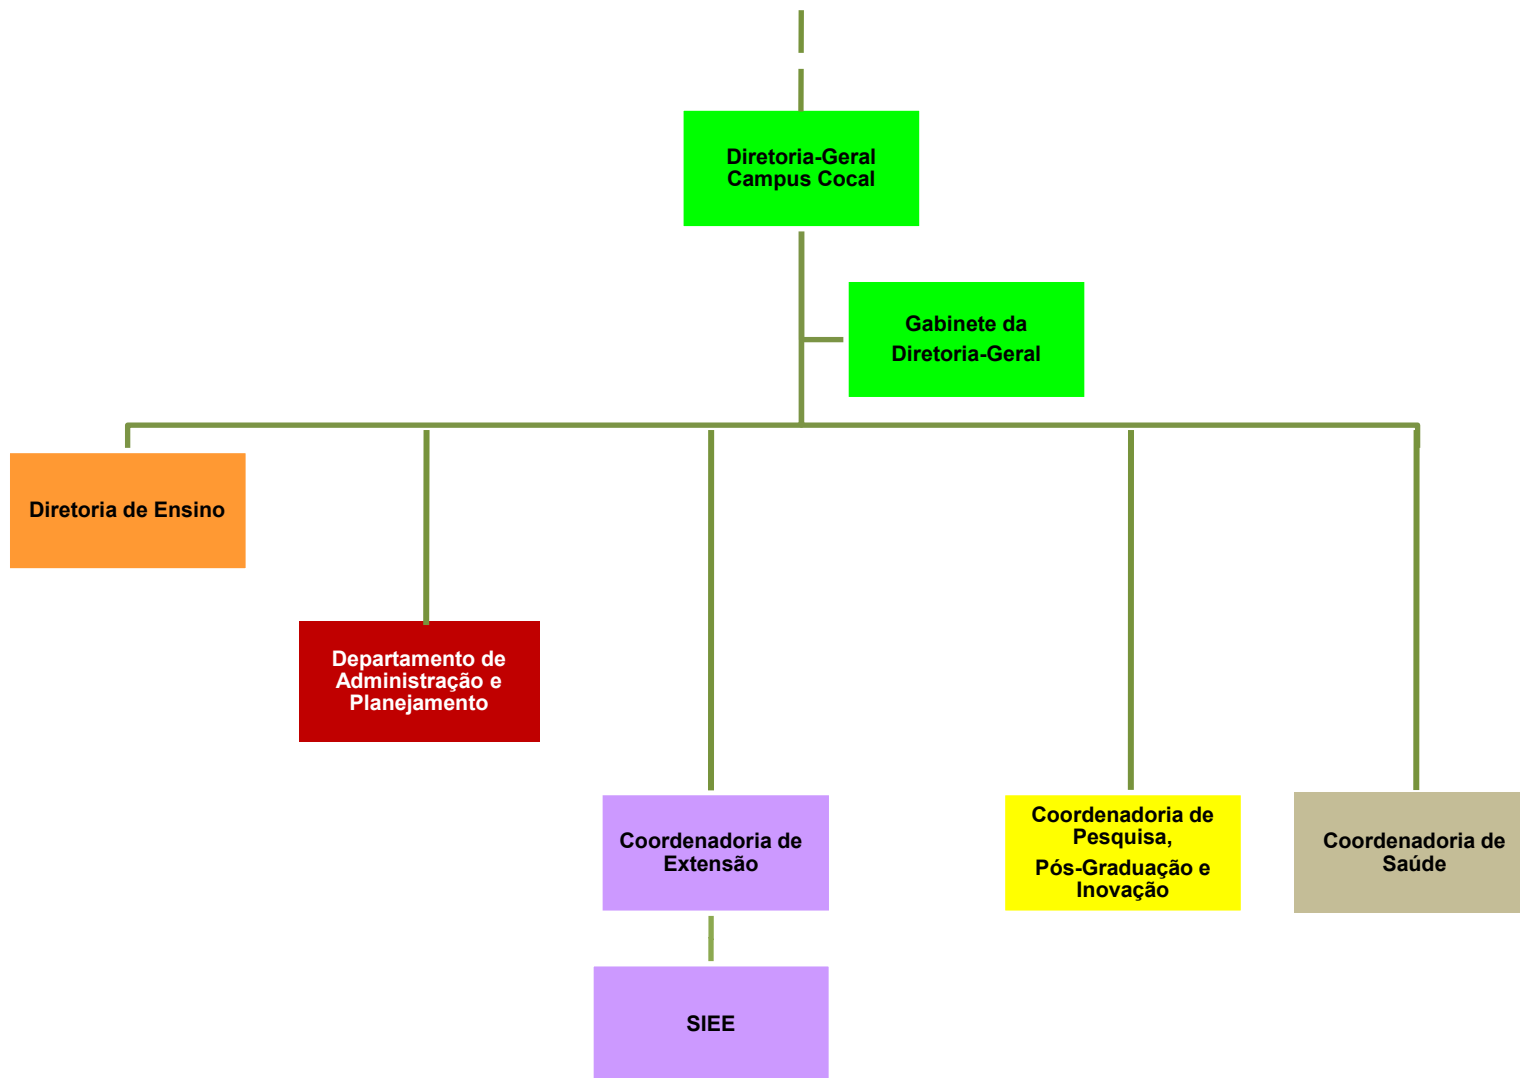 Diretoria-Geral
Campus Cocal
Gabinete da
Diretoria-Geral
Diretoria de Ensino
Departamento de
Administração e
Planejamento
Coordenadoria de
Extensão
Coordenadoria de
Pesquisa,
Pós-Graduação e
Inovação
Coordenadoria de
Saúde
SIEE